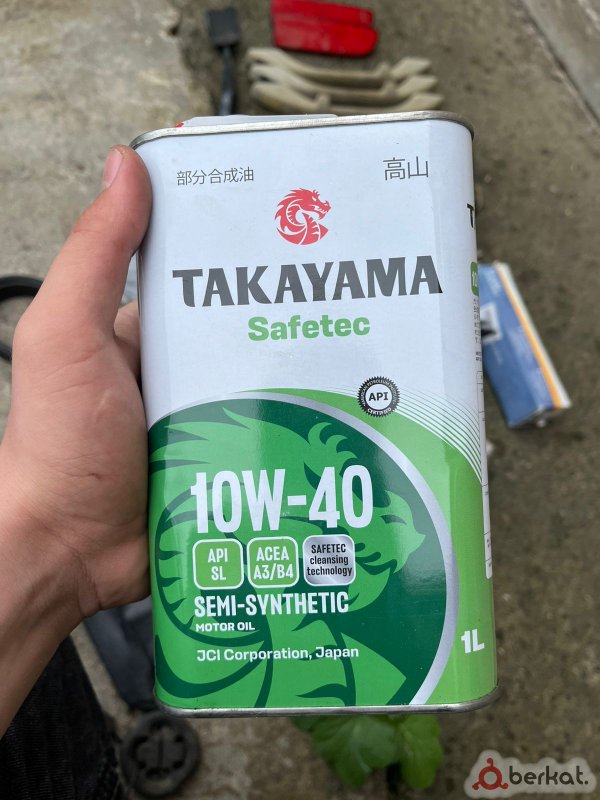 部分合成油
高山
TAKAYAMA
Safetec
API
CERTIFIED
10W-40
API
SL
ACEA
A3/B4
SAFETEC
cleansing
technology
SEMI-SYNTHETIC
MOTOR OIL
JCI Corporation, Japan
1L
berkat.